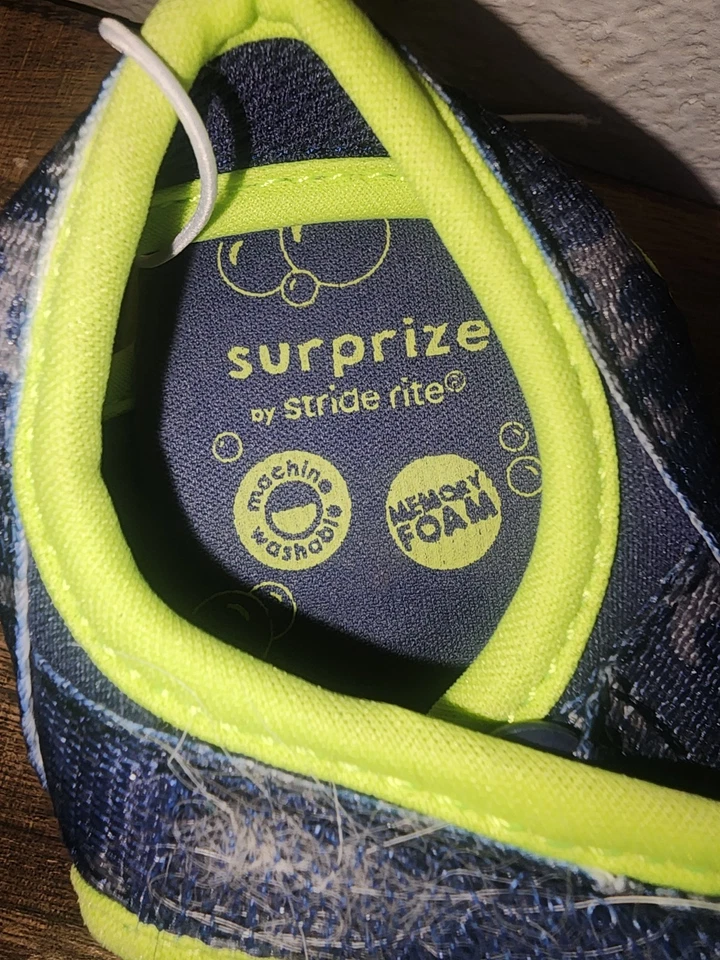 surprize
by stride rite®
machine
washable
MEMORY
FOAM